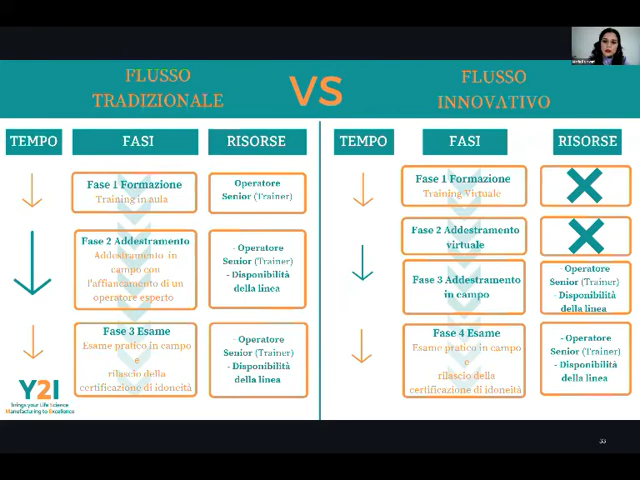 FLUSSO
TRADIZIONALE
VS
FLUSSO
INNOVATIVO
TEMPO
FASI
RISORSE
Fase 1 Formazione
Training in aula
Operatore
Senior (Trainer)
Fase 2 Addestramento
Addestramento in
campo con
l'affiancamento di un
operatore esperto
- Operatore
Senior (Trainer)
- Disponibilità
della linea
Fase 3 Esame
Esame pratico in campo
e
rilascio della
certificazione di idoneità
- Operatore
Senior (Trainer)
- Disponibilità
della linea
TEMPO
FASI
RISORSE
Fase 1 Formazione
Training Virtuale
Fase 2 Addestramento
virtuale
Fase 3 Addestramento
in campo
- Operatore
Senior (Trainer)
- Disponibilità
della linea
Fase 4 Esame
Esame pratico in campo
e
rilascio della
certificazione di idoneità
- Operatore
Senior (Trainer)
- Disponibilità
della linea
Y2I
brings your Life Science
Manufacturing to Excellence